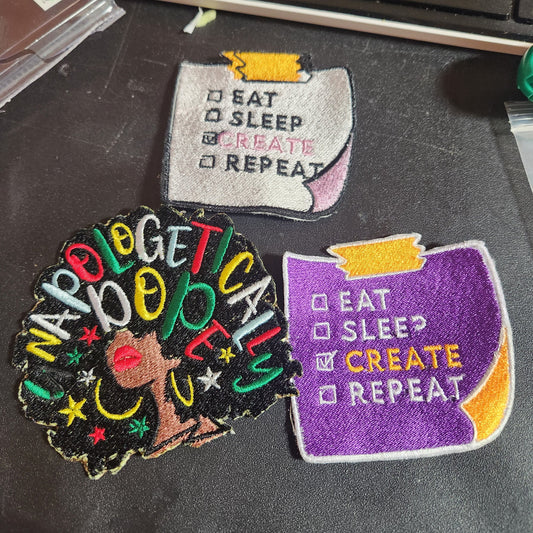 EAT
SLEEP
CREATE
REPEAT
UNAPOLOGETICALLY
DOPE
EAT
SLEEP
CREATE
REPEAT